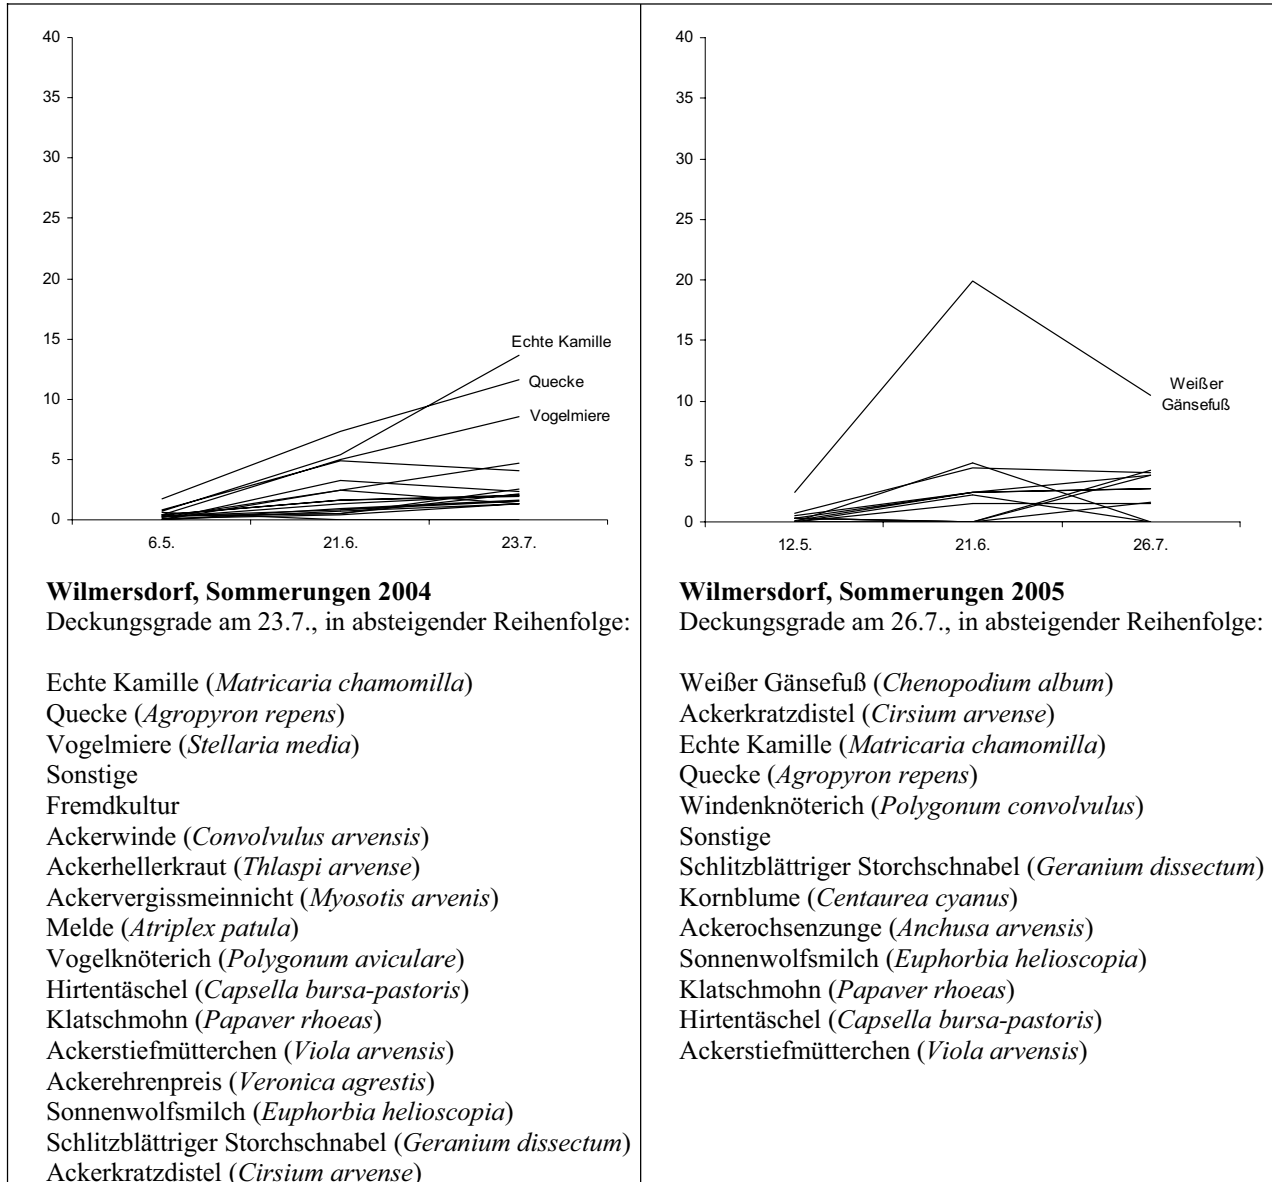 40
35
30
25
20
15
10
5
0
Echte Kamille
Quecke
Vogelmiere
6.5.
21.6.
23.7.
Wilmersdorf, Sommerungen 2004
Deckungsgrade am 23.7., in absteigender Reihenfolge:
Echte Kamille (Matricaria chamomilla)
Quecke (Agropyron repens)
Vogelmiere (Stellaria media)
Sonstige
Fremdkultur
Ackerwinde (Convolvulus arvensis)
Ackerhellerkraut (Thlaspi arvense)
Ackervergissmeinnicht (Myosotis arvenis)
Melde (Atriplex patula)
Vogelknöterich (Polygonum aviculare)
Hirtentäschel (Capsella bursa-pastoris)
Klatschmohn (Papaver rhoeas)
Ackerstiefmütterchen (Viola arvensis)
Ackerehrenpreis (Veronica agrestis)
Sonnenwolfsmilch (Euphorbia helioscopia)
Schlitzblättriger Storchschnabel (Geranium dissectum)
Ackerkratzdistel (Cirsium arvense)
40
35
30
25
20
15
10
5
0
Weißer
Gänsefuß
12.5.
21.6.
26.7.
Wilmersdorf, Sommerungen 2005
Deckungsgrade am 26.7., in absteigender Reihenfolge:
Weißer Gänsefuß (Chenopodium album)
Ackerkratzdistel (Cirsium arvense)
Echte Kamille (Matricaria chamomilla)
Quecke (Agropyron repens)
Windenknöterich (Polygonum convolvulus)
Sonstige
Schlitzblättriger Storchschnabel (Geranium dissectum)
Kornblume (Centaurea cyanus)
Ackerochsenzunge (Anchusa arvensis)
Sonnenwolfsmilch (Euphorbia helioscopia)
Klatschmohn (Papaver rhoeas)
Hirtentäschel (Capsella bursa-pastoris)
Ackerstiefmütterchen (Viola arvensis)